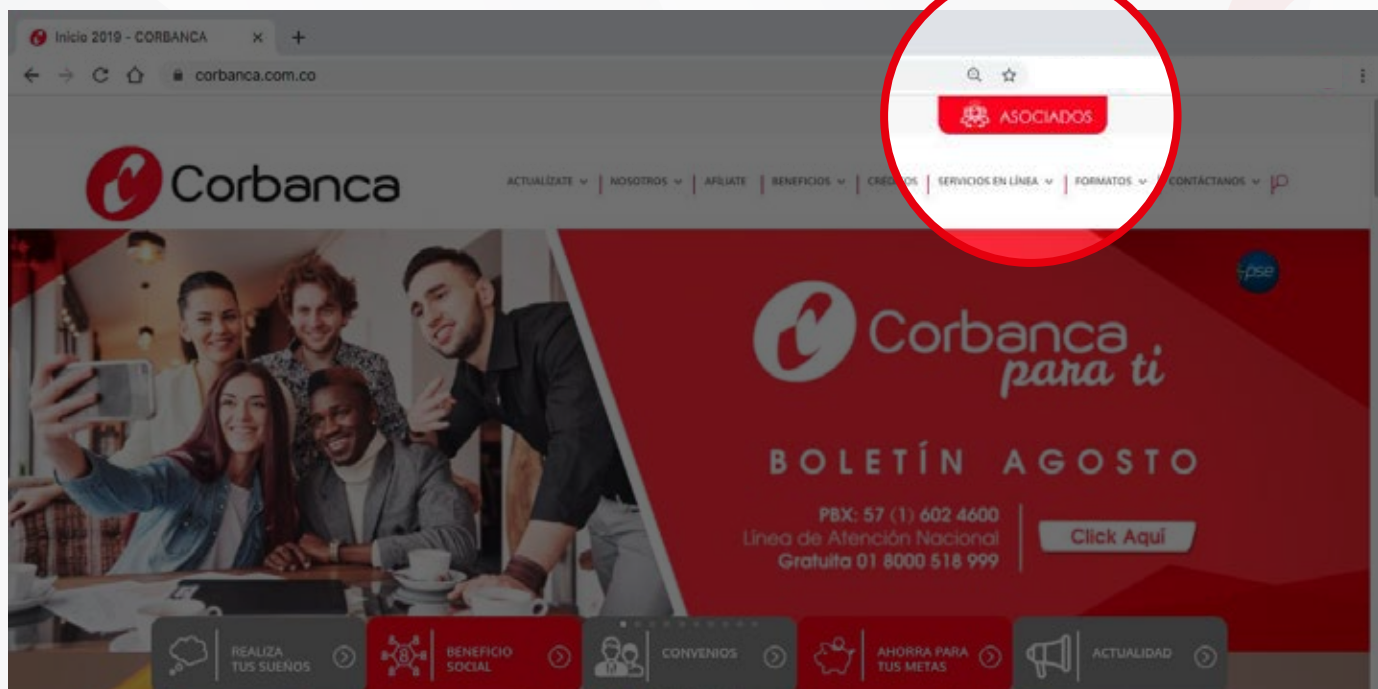 Inicio 2019 - CORBANCA
corbanca.com.co
ASOCIADOS
Corbanca
ACTUALÍZATE
NOSOTROS
AFÍLIATE
BENEFICIOS
SERVICIOS EN LÍNEA
FORMATOS
CONTÁCTANOS
pse
Corbanca
para ti
BOLETÍN AGOSTO
PBX: 57 (1) 602 4600
Línea de Atención Nacional
Gratuita 01 8000 518 999
Click Aquí
REALIZA
TUS SUEÑOS
BENEFICIO
SOCIAL
CONVENIOS
AHORRA PARA
TUS METAS
ACTUALIDAD